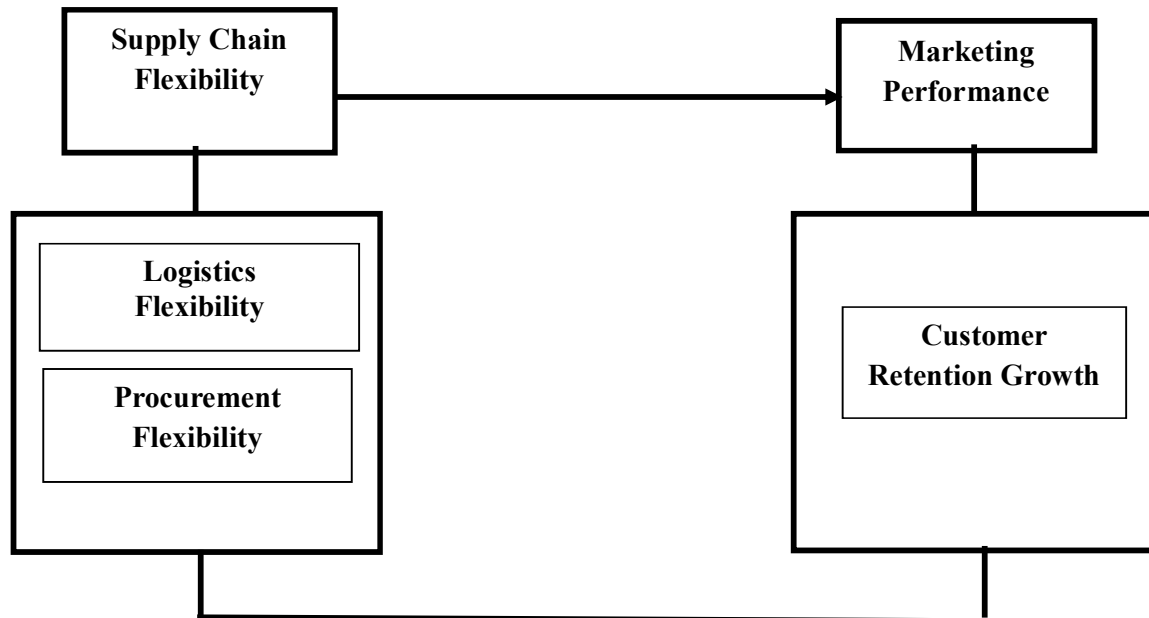 Supply Chain
Flexibility
Marketing
Performance
Logistics
Flexibility
Procurement
Flexibility
Customer
Retention Growth